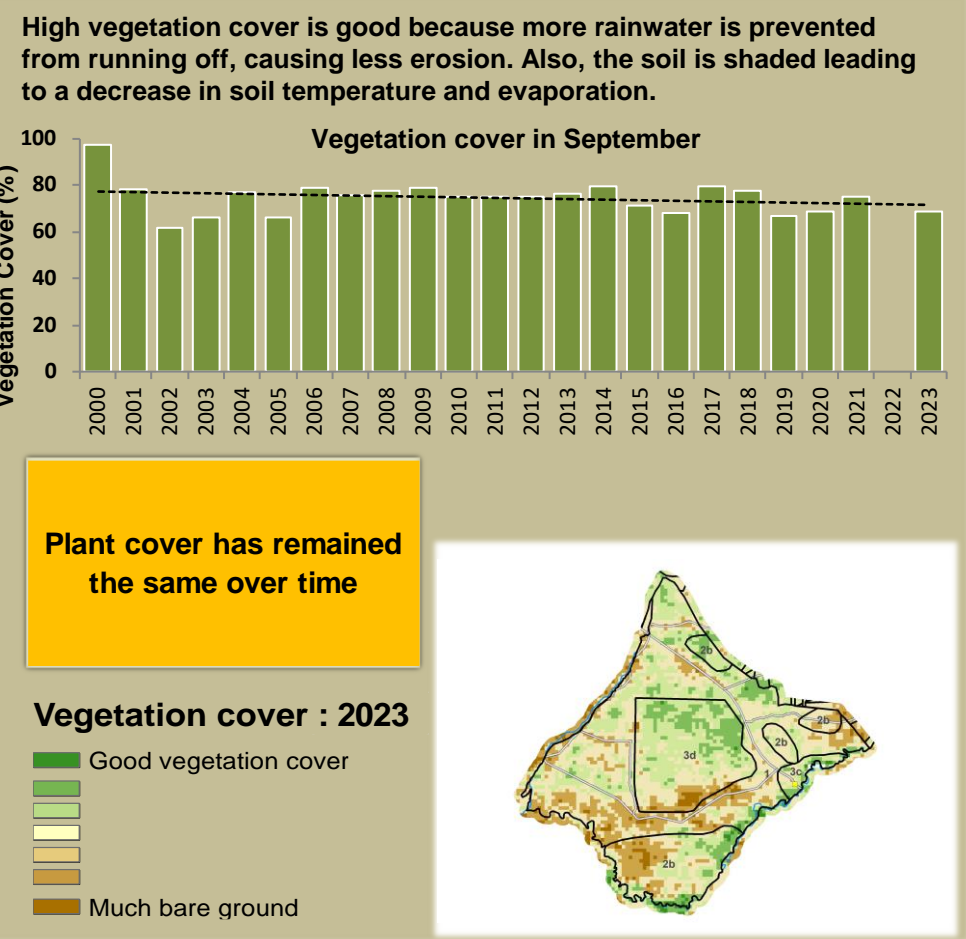 High vegetation cover is good because more rainwater is prevented
from running off, causing less erosion. Also, the soil is shaded leading
to a decrease in soil temperature and evaporation.
Vegetation cover in September
Vegetation Cover (%)
100
80
60
40
20
0
2000 2001 2002 2003 2004 2005 2006 2007 2008 2009 2010 2011 2012 2013 2014 2015 2016 2017 2018 2019 2020 2021 2022 2023
Plant cover has remained
the same over time
Vegetation cover : 2023
Good vegetation cover
Much bare ground
2b
2b
2b
3d
1
3c
2b